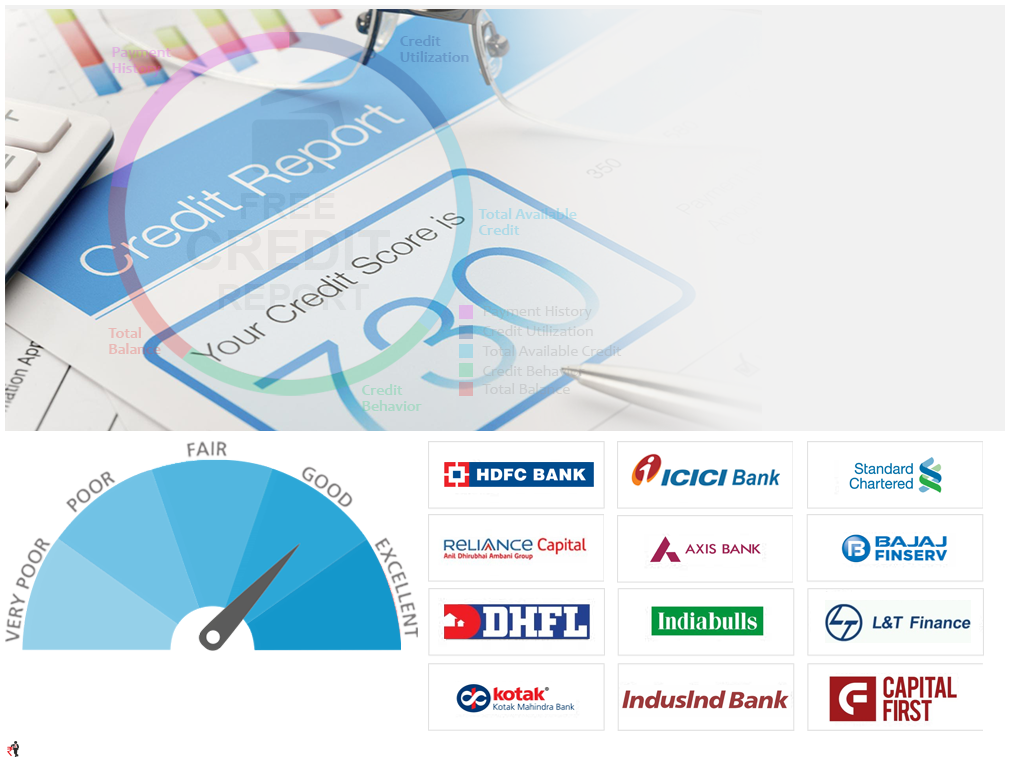 Payment
History
Credit
Utilization
Credit Report
350
FREE
CREDIT
REPORT
Total Available
Credit
Your Credit Score is
730
Payment History
Credit Utilization
Total Available Credit
Credit Behavior
Total Balance
Total
Balance
Credit
Behavior
VERY POOR
POOR
FAIR
GOOD
EXCELLENT
HDFC BANK
ICICI Bank
Standard
Chartered
RELIANCE Capital
Anil Dhirubhai Ambani Group
AXIS BANK
BAJAJ
FINSERV
DHFL
Indiabulls
L&T Finance
kotak
Kotak Mahindra Bank
IndusInd Bank
CAPITAL
FIRST